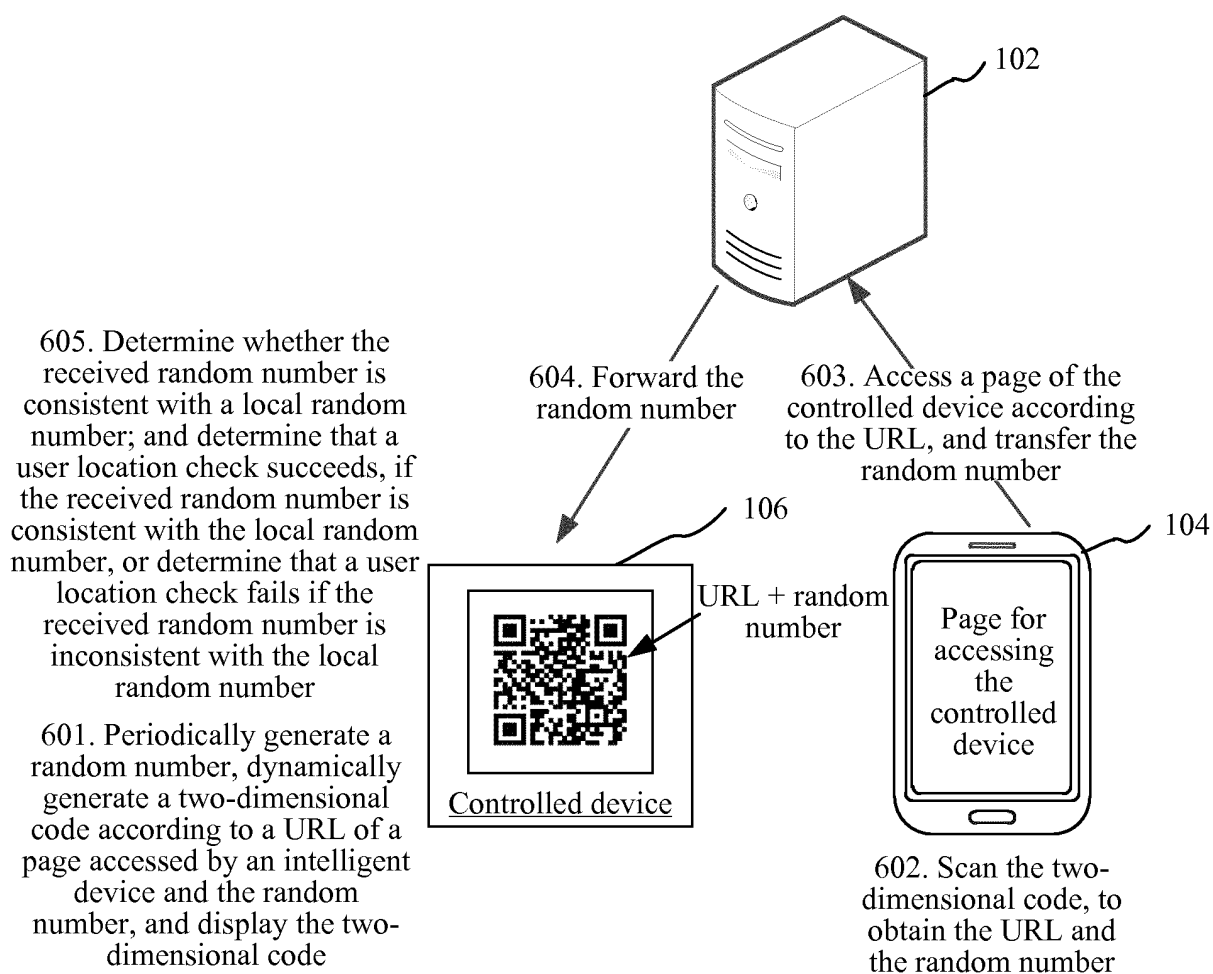 102
605. Determine whether the
received random number is
consistent with a local random
number; and determine that a
user location check succeeds, if
the received random number is
consistent with the local random
number, or determine that a user
location check fails if the
received random number is
inconsistent with the local
random number
604. Forward the
random number
603. Access a page of the
controlled device according
to the URL, and transfer the
random number
106
104
URL + random
number
Page for
accessing
the
controlled
device
Controlled device
601. Periodically generate a
random number, dynamically
generate a two-dimensional
code according to a URL of a
page accessed by an intelligent
device and the random
number, and display the two-
dimensional code
602. Scan the two-
dimensional code, to
obtain the URL and
the random number